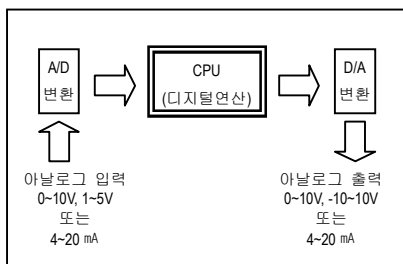 A/D
변환
CPU
(디지털연산)
D/A
변환
아날로그 입력
0~10V, 1~5V
또는
4~20 mA
아날로그 출력
0~10V, -10~10V
또는
4~20 mA